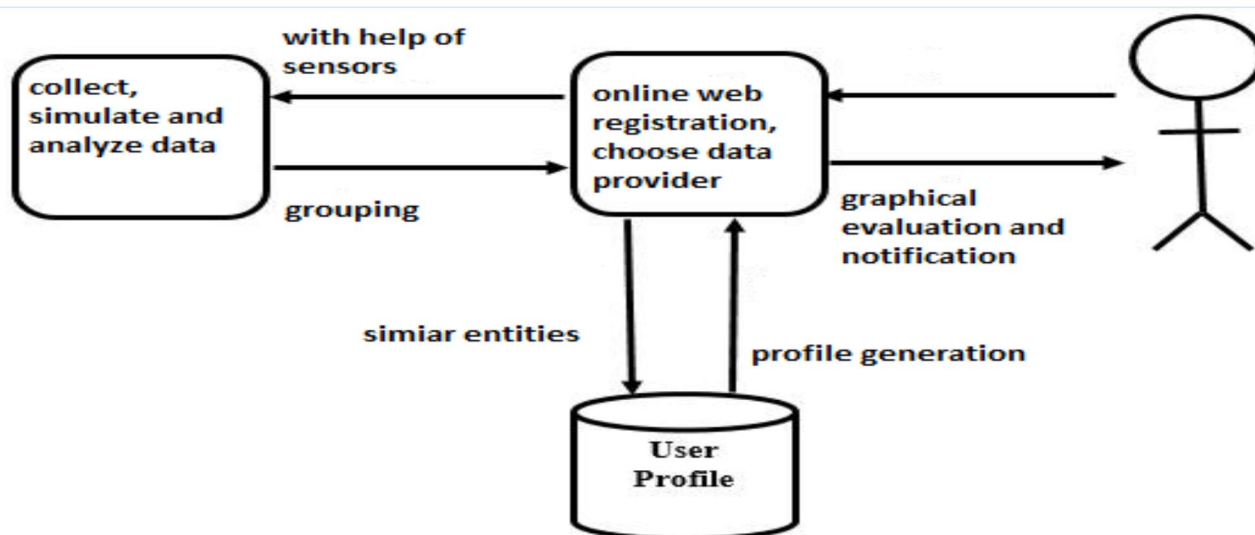 with help of
sensors
collect,
simulate and
analyze data
online web
registration,
choose data
provider
grouping
graphical
evaluation and
notification
simiar entities
profile generation
User
Profile